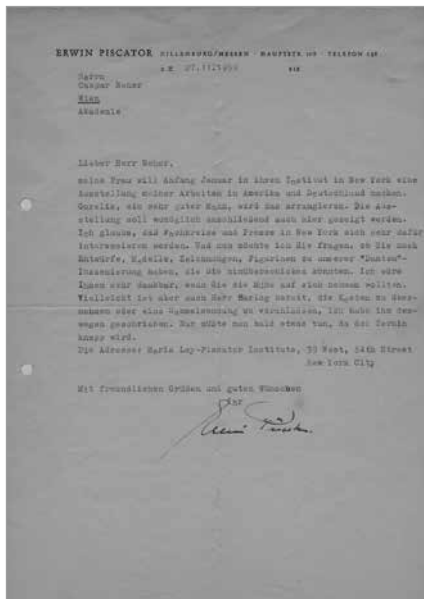 ERWIN PISCATOR DILLENBURG/HESSEN · HAUPTSTR. · TELEFON
z.Z. 27.11.1956
Herrn
Caspar Neher
Wien
Akademie
Lieber Herr Neher,
meine Frau will Anfang Januar in ihrem Institut in New York eine
Ausstellung meiner Arbeiten in Amerika und Deutschland machen.
ein sehr guter Mann, wird das arrangieren. Die Aus-
stellung soll womöglich anschliessend auch hier gezeigt werden.
Ich glaube, dass Fachkreise und Presse in New York sich sehr dafür
interessieren werden. Und nun möchte ich Sie fragen, ob Sie noch
Entwürfe, Modelle, Zeichnungen, Figurinen zu unserer "Danton"-
Inszenierung haben, die Sie hinüberschicken könnten. Ich wäre
Ihnen sehr dankbar, wenn Sie die Mühe auf sich nehmen wollten.
Vielleicht ist aber auch Herr bereit, die Kosten zu über-
nehmen oder eine Sammelsendung zu veranlassen, ich habe ihm des-
wegen geschrieben. Nur müßte man bald etwas tun, da der Termin
knapp wird.
Die Adresse: Maria Ley-Piscator Institute, 39 West, 54th Street
New York City
Mit freundlichen Grüßen und guten Wünschen
Ihr
Erwin Piscator